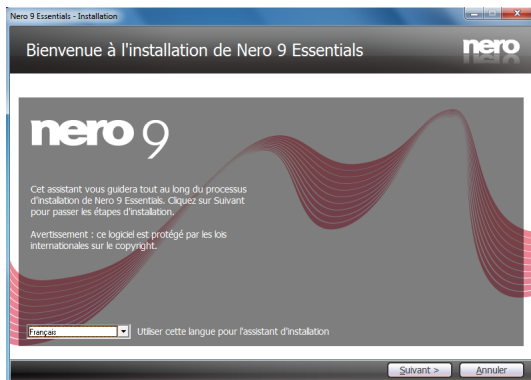 Nero 9 Essentials - Installation
Bienvenue à l'installation de Nero 9 Essentials
nero
nero 9
Cet assistant vous guidera tout au long du processus
d'installation de Nero 9 Essentials. Cliquez sur Suivant
pour passer les étapes d'installation.
Avertissement : ce logiciel est protégé par les lois
internationales sur le copyright.
Français
Utiliser cette langue pour l'assistant d'installation
Suivant >
Annuler